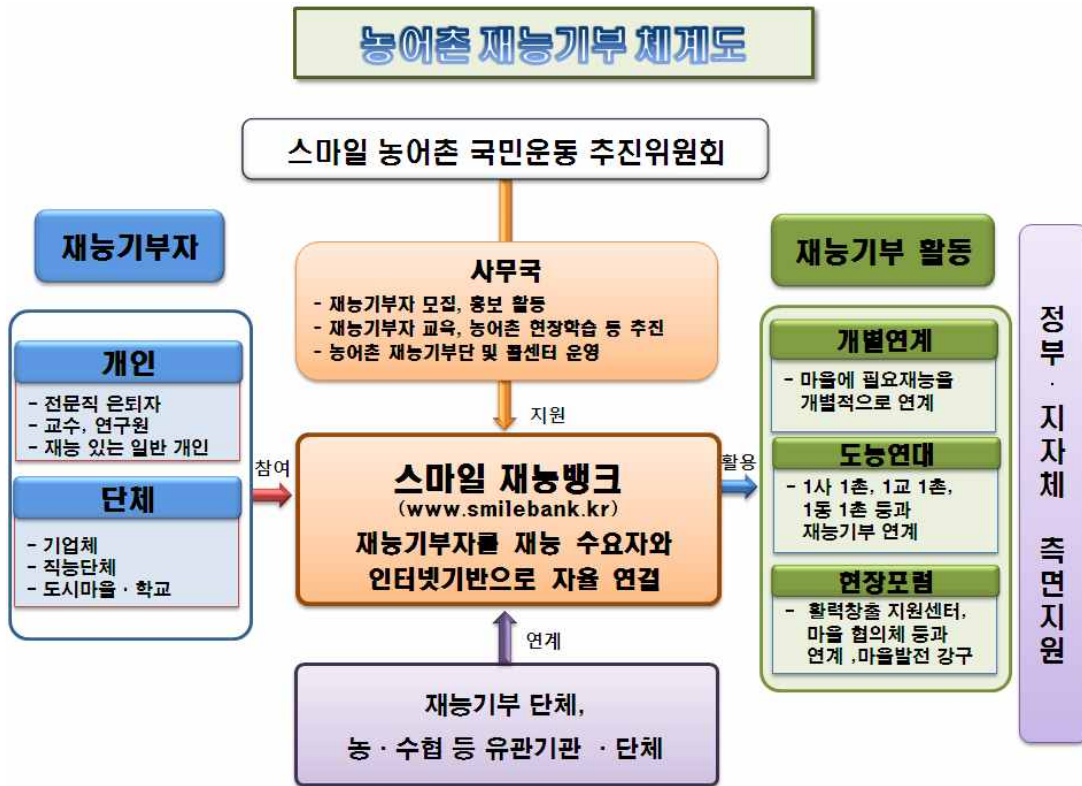 농어촌 재능기부 체계도
스마일 농어촌 국민운동 추진위원회
재능기부자
개인
- 전문직 은퇴자
- 교수, 연구원
- 재능 있는 일반 개인
단체
- 기업체
- 직능단체
- 도시마을 · 학교
참여
사무국
- 재능기부자 모집, 홍보 활동
- 재능기부자 교육, 농어촌 현장학습 등 추진
- 농어촌 재능기부단 및 콜센터 운영
지원
스마일 재능뱅크
(www.smilebank.kr)
재능기부자를 재능 수요자와
인터넷기반으로 자율 연결
연계
재능기부 단체,
농 · 수협 등 유관기관 · 단체
활용
재능기부 활동
개별연계
- 마을에 필요재능을
개별적으로 연계
도농연대
- 1사 1촌, 1교 1촌,
1동 1촌 등과
재능기부 연계
현장포럼
- 활력창출 지원센터,
마을 협의체 등과
연계 ,마을발전 강구
정부 · 지자체 측면지원